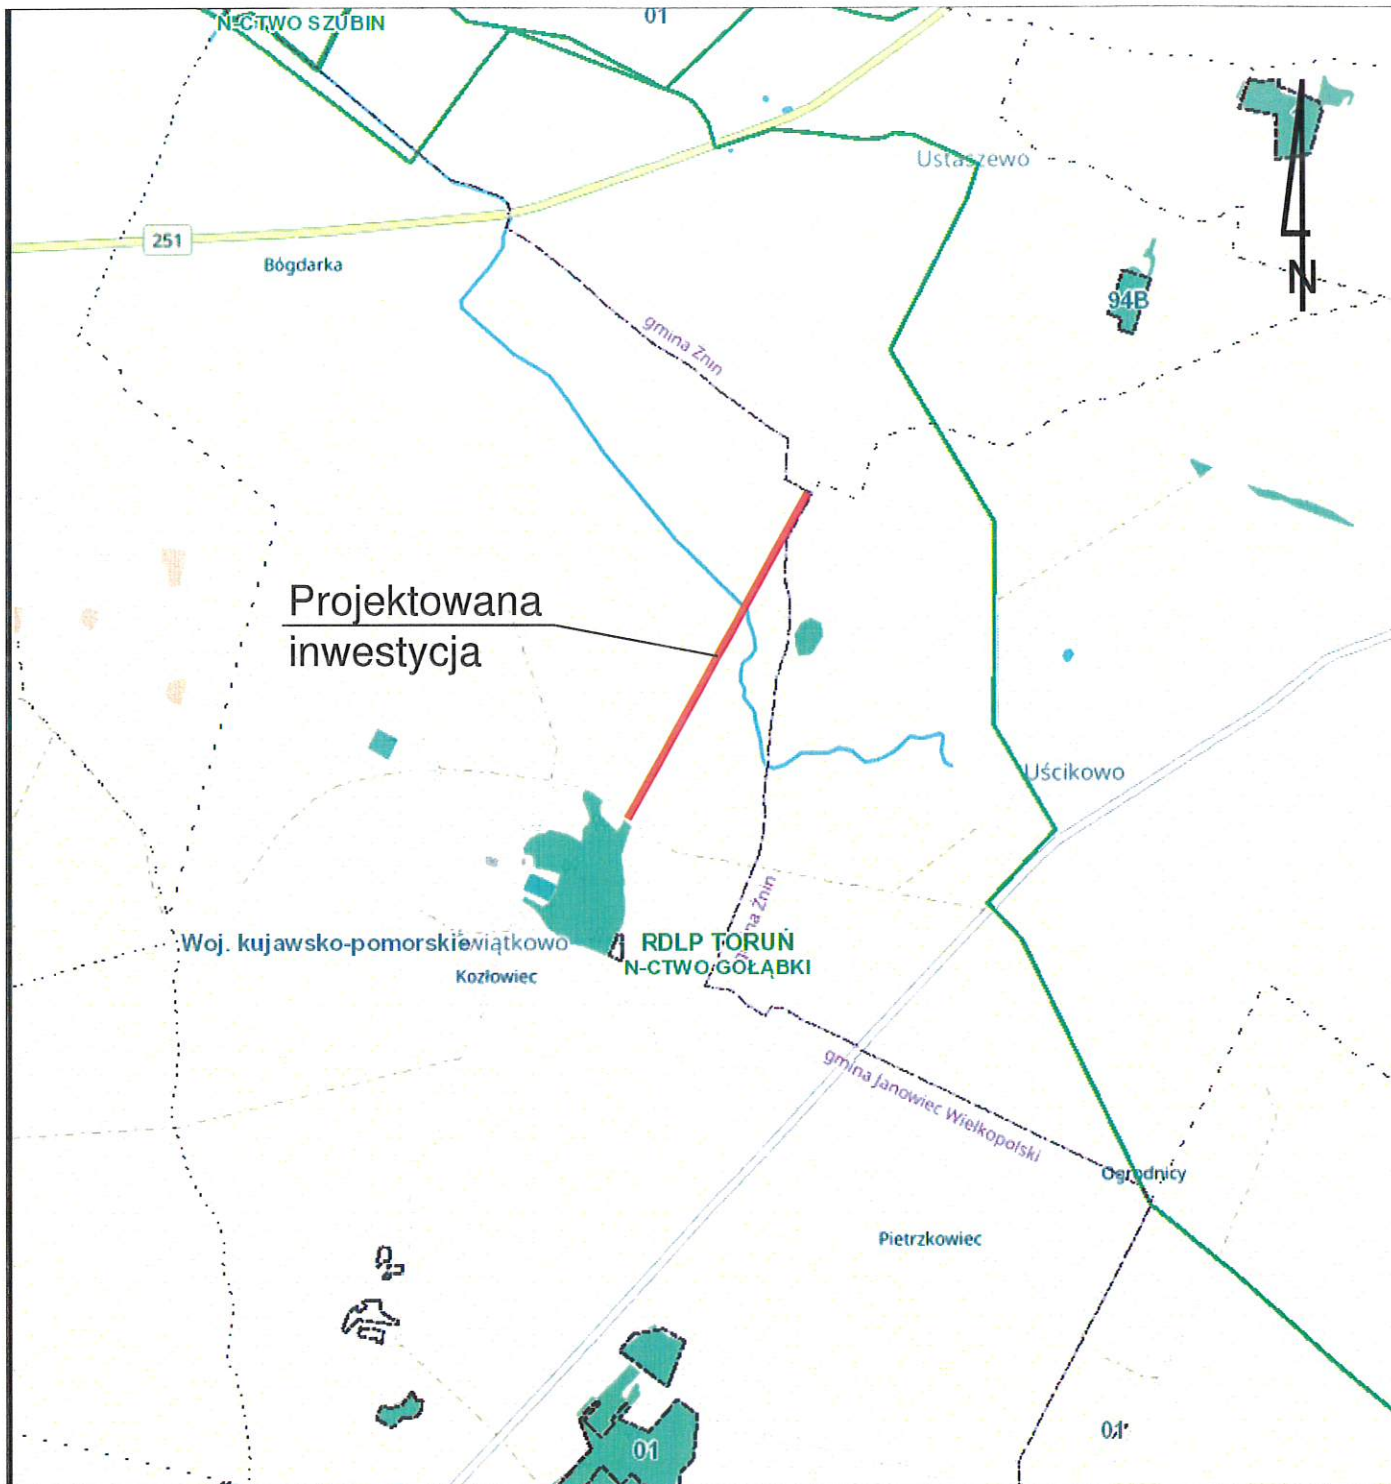 N-CTWO SZUBIN
01
Ustaszewo
251
Bógdarka
N
94B
gmina Żnin
Projektowana
inwestycja
Uścikowo
gmina Żnin
Woj. kujawsko-pomorskie
wiątkowo
RDLP TORUŃ
N-CTWO GOŁĄBKI
Kozłowiec
gmina Janowiec Wielkopolski
Ogrodnicy
Pietrzkowiec
01
01